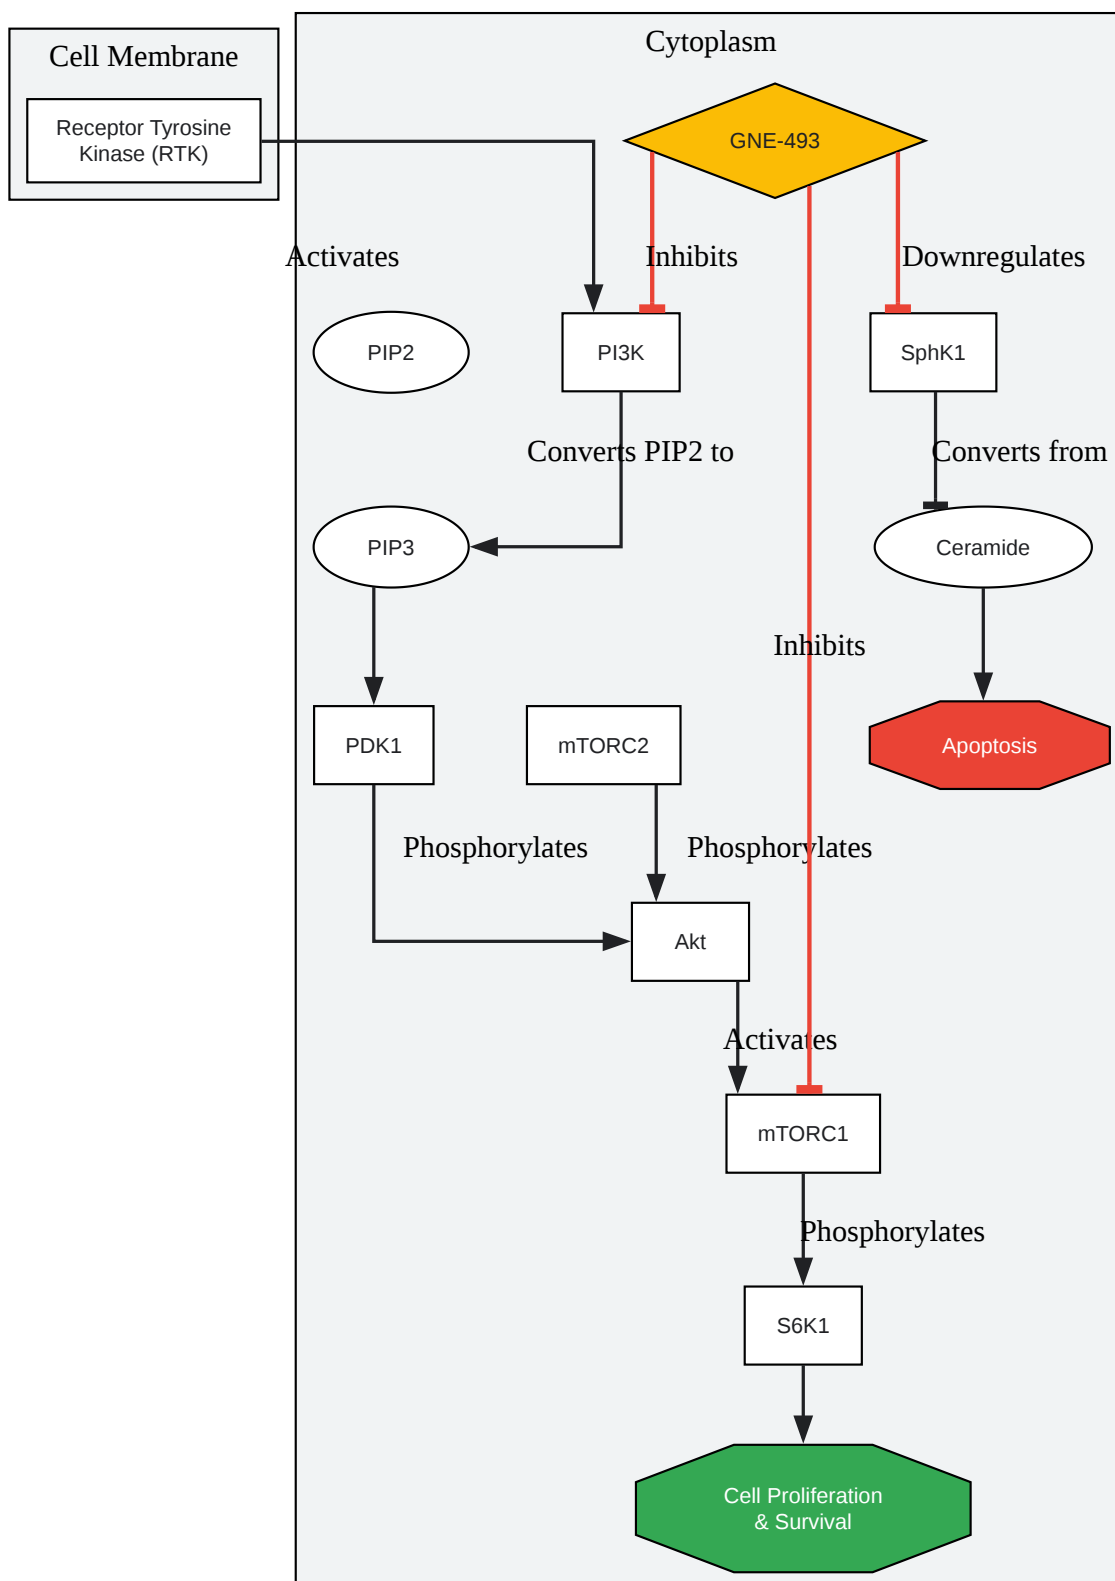 Cell Membrane
Cytoplasm
Receptor Tyrosine
Kinase (RTK)
GNE-493
Activates
Inhibits
Downregulates
PIP2
PI3K
SphK1
Converts PIP2 to
Converts from
PIP3
Ceramide
Inhibits
PDK1
mTORC2
Apoptosis
Phosphorylates
Phosphorylates
Akt
Activates
mTORC1
Phosphorylates
S6K1
Cell Proliferation
& Survival